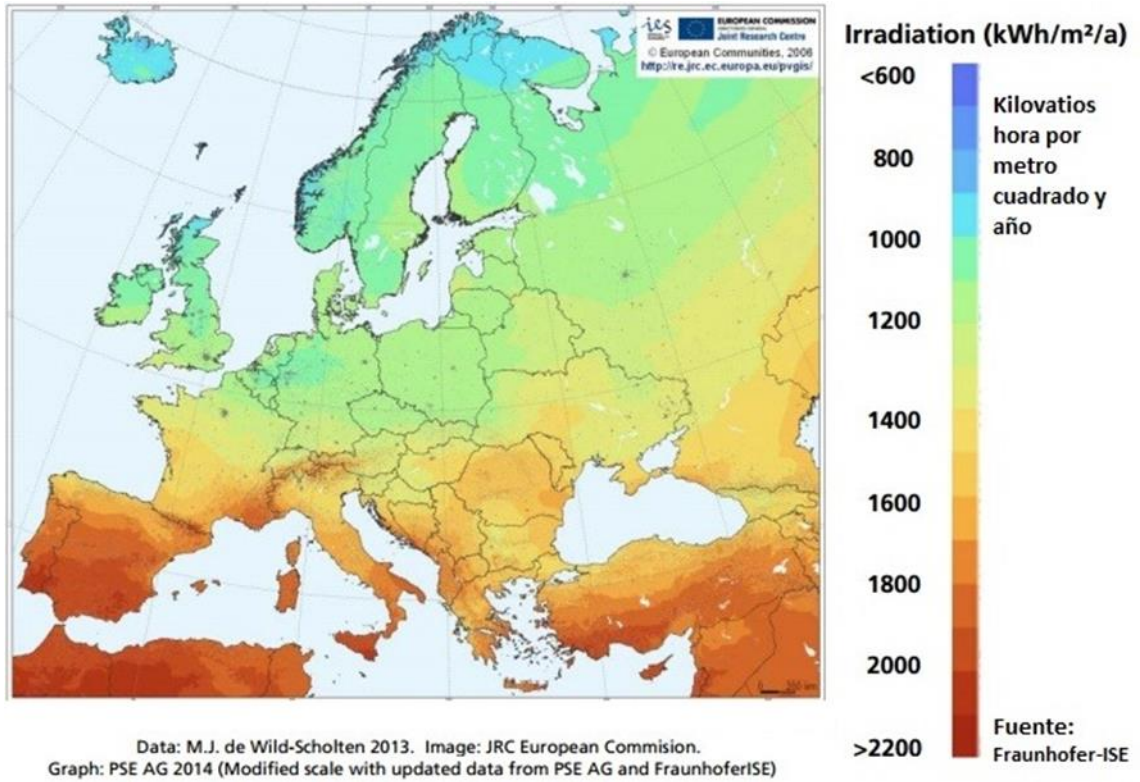 ies
EUROPEAN COMMISSION
DIRECTORATE-GENERAL
Joint Research Centre
© European Communities, 2006
http://re.jrc.ec.europa.eu/pvgis/
Irradiation (kWh/m²/a)
<600
800
1000
1200
1400
1600
1800
2000
>2200
Kilovatios
hora por
metro
cuadrado y
año
Fuente:
Fraunhofer-ISE
Data: M.J. de Wild-Scholten 2013. Image: JRC European Commision.
Graph: PSE AG 2014 (Modified scale with updated data from PSE AG and FraunhoferISE)